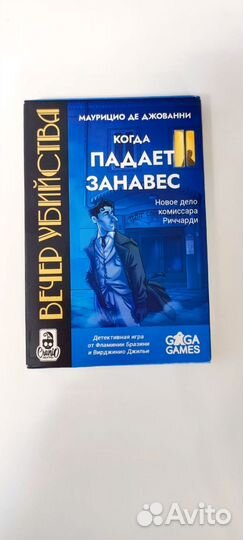 ВЕЧЕР УБИЙСТВА
МАУРИЦИО ДЕ ДЖОВАННИ
КОГДА
ПАДАЕТ
ЗАНАВЕС
Новое дело
комиссара
Риччарди
Детективная игра
от Фламинии Бразини
и Вирджинио Джильи
GAGA
GAMES
Avito